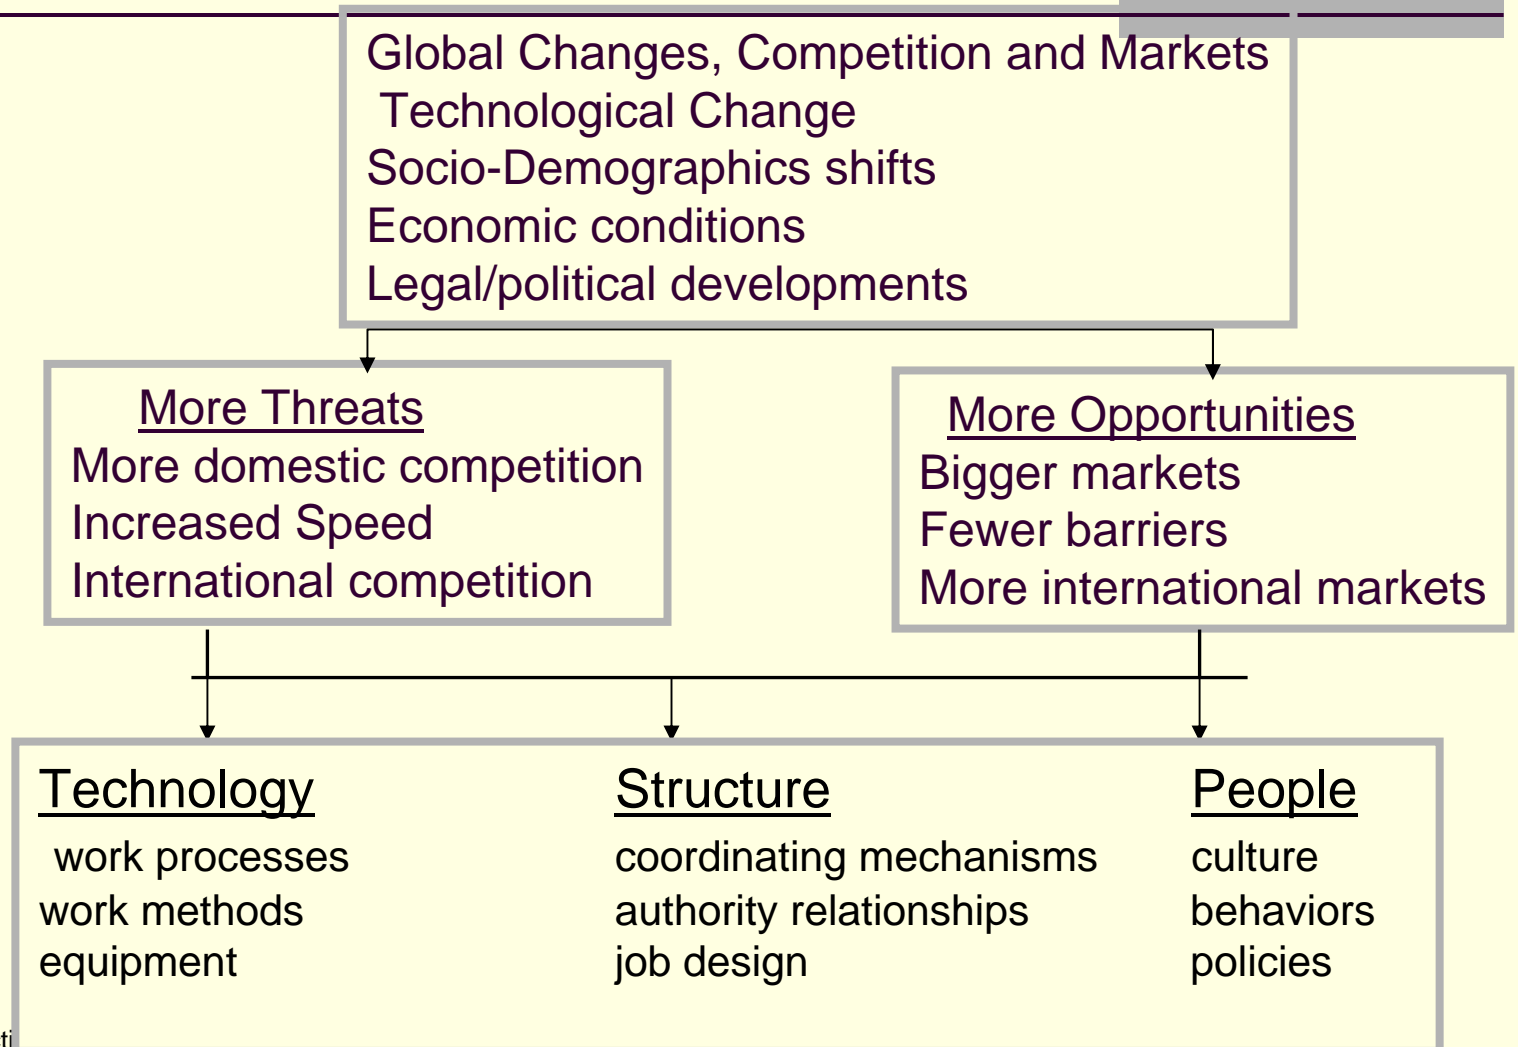 Global Changes, Competition and Markets
Technological Change
Socio-Demographics shifts
Economic conditions
Legal/political developments
More Threats
More domestic competition
Increased Speed
International competition
More Opportunities
Bigger markets
Fewer barriers
More international markets
Technology
work processes
work methods
equipment
Structure
coordinating mechanisms
authority relationships
job design
People
culture
behaviors
policies